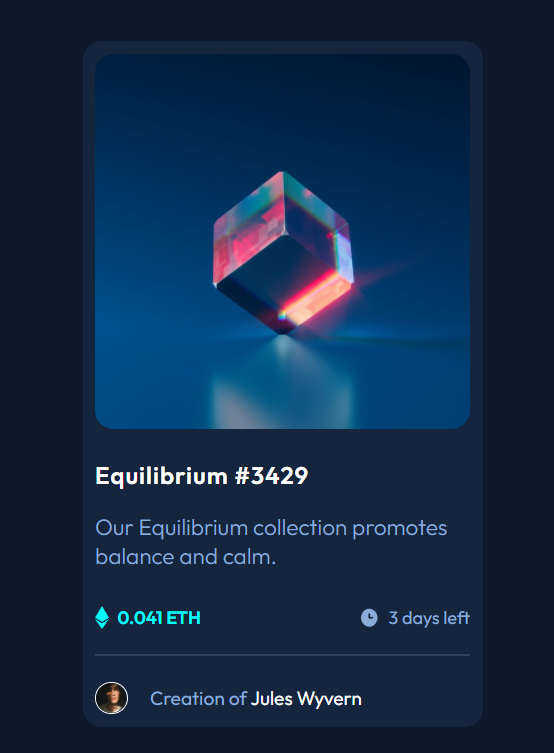 Equilibrium #3429
Our Equilibrium collection promotes
balance and calm.
0.041 ETH 3 days left
Creation of Jules Wyvern